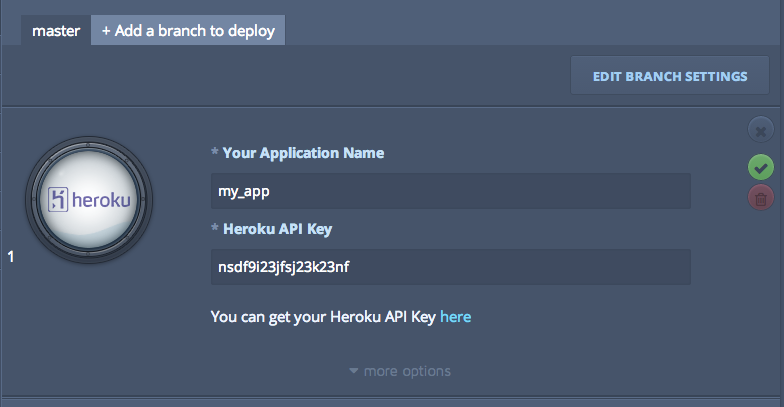 master
+ Add a branch to deploy
EDIT BRANCH SETTINGS
* Your Application Name
heroku
my_app
* Heroku API Key
1
nsdf9i23jfsj23k23nf
You can get your Heroku API Key here
more options